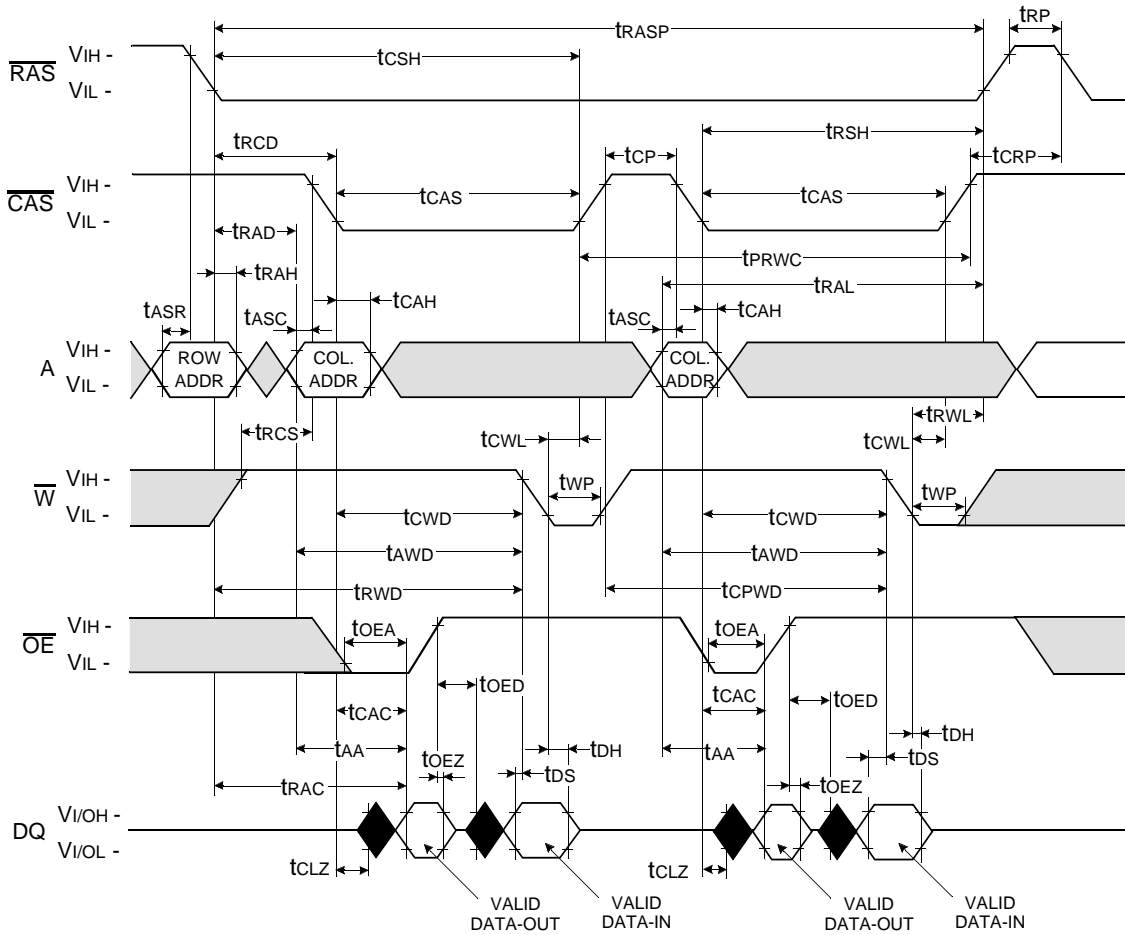 tRASP
tRP
RAS
VIH -
VIL -
tCSH
tRCD
tRSH
tCP
tCRP
CAS
VIH -
VIL -
tCAS
tCAS
tRAD
tPRWC
tRAH
tRAL
tASR
tASC
tCAH
tASC
tCAH
A
VIH -
VIL -
ROW
ADDR
COL.
ADDR
COL.
ADDR
tRCS
tCWL
tCWL
tRWL
W
VIH -
VIL -
tWP
tWP
tCWD
tCWD
tAWD
tAWD
tRWD
tCPWD
OE
VIH -
VIL -
tOEA
tOEA
tOED
tOED
tCAC
tCAC
tAA
tAA
tDH
tDH
tOEZ
tDS
tOEZ
tDS
tRAC
DQ
VI/OH -
VI/OL -
tCLZ
tCLZ
VALID
DATA-OUT
VALID
DATA-IN
VALID
DATA-OUT
VALID
DATA-IN